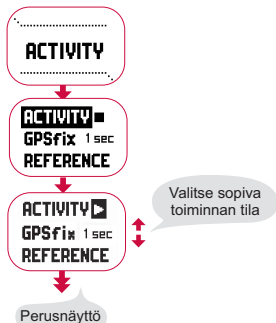 ACTIVITY
ACTIVITY
GPSfix 1 sec
REFERENCE
ACTIVITY
GPSfix 1 sec
REFERENCE
Valitse sopiva
toiminnan tila
Perusnäyttö